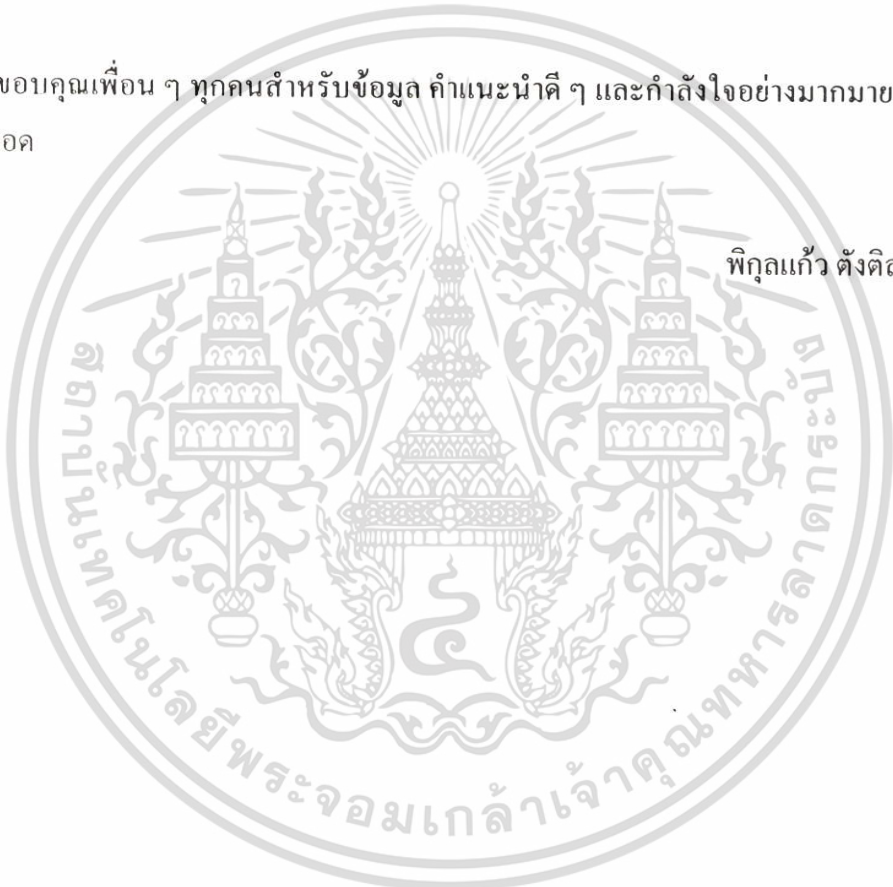 ขอบคุณเพื่อน ๆ ทุกคนสำหรับข้อมูล คำแนะนำดี ๆ และกำลังใจอย่างมากมาย
อด
พิกุลแก้ว ตังติส
สถาบันเทคโนโลยีพระจอมเกล้าเจ้าคุณทหารลาดกระบัง
๔